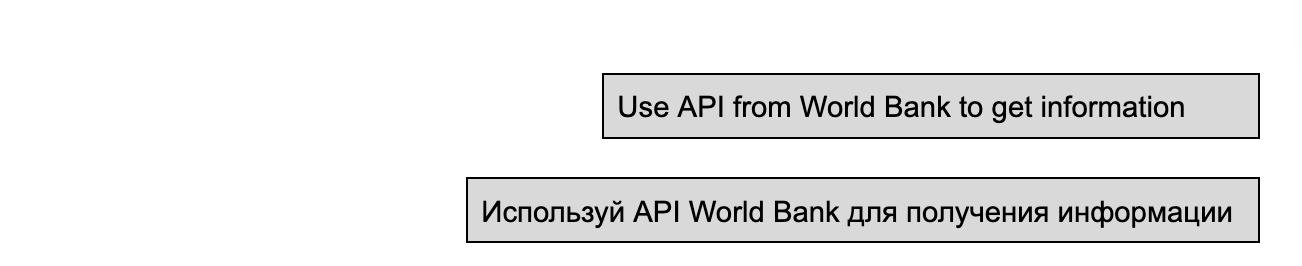 Use API from World Bank to get information
Используй API World Bank для получения информации